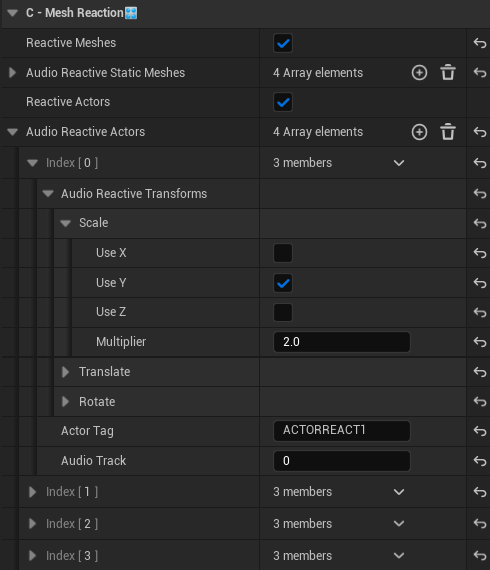 C - Mesh Reaction
Reactive Meshes
Audio Reactive Static Meshes 4 Array elements
Reactive Actors
Audio Reactive Actors 4 Array elements
Index [ 0 ] 3 members
Audio Reactive Transforms
Scale
Use X
Use Y
Use Z
Multiplier 2.0
Translate
Rotate
Actor Tag ACTORREACT1
Audio Track 0
Index [ 1 ] 3 members
Index [ 2 ] 3 members
Index [ 3 ] 3 members